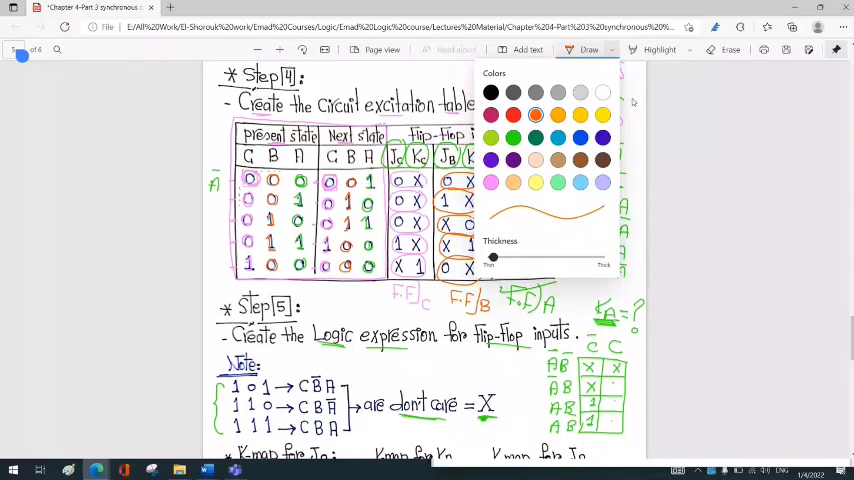 *Chapter 4-Part 3 synchronous c
File
E:/All%20Work/El-Shorouk%20work/Emad%20Courses/Logic/Emad%20Logic%20course/Lectures%20Material/Chapter%204-Part%203%20synchronous%...
5 of 6
Page view
Read aloud
Add text
Draw
Highlight
Erase
Colors
Thickness
Thin
Thick
* Step [4]:
- Create the Circuit excitation table
present state Next state Flip-Flop in
C B A C B A Jc Kc JB K
Ā 0 0 0 0 0 1 0 X 0 X
0 0 1 0 1 0 0 X 1 X
0 1 0 0 1 1 0 X X 0
0 1 1 1 0 0 1 X X 1
1 0 0 0 0 0 X 1 0 X
F.F/C F.F/B F.F/A
* Step [5]:
- Create the Logic expression for Flip-Flop inputs.
KA = ?
Note:
1 0 1 → C B̄ A
1 1 0 → C B Ā
1 1 1 → C B A
are don't care = X
C̄ C
Ā B̄ X X
Ā B X
A B 1
A B̄ 1
* K-map for Jc
K-map for Kc
K-map for JB
ENG
1/4/2022